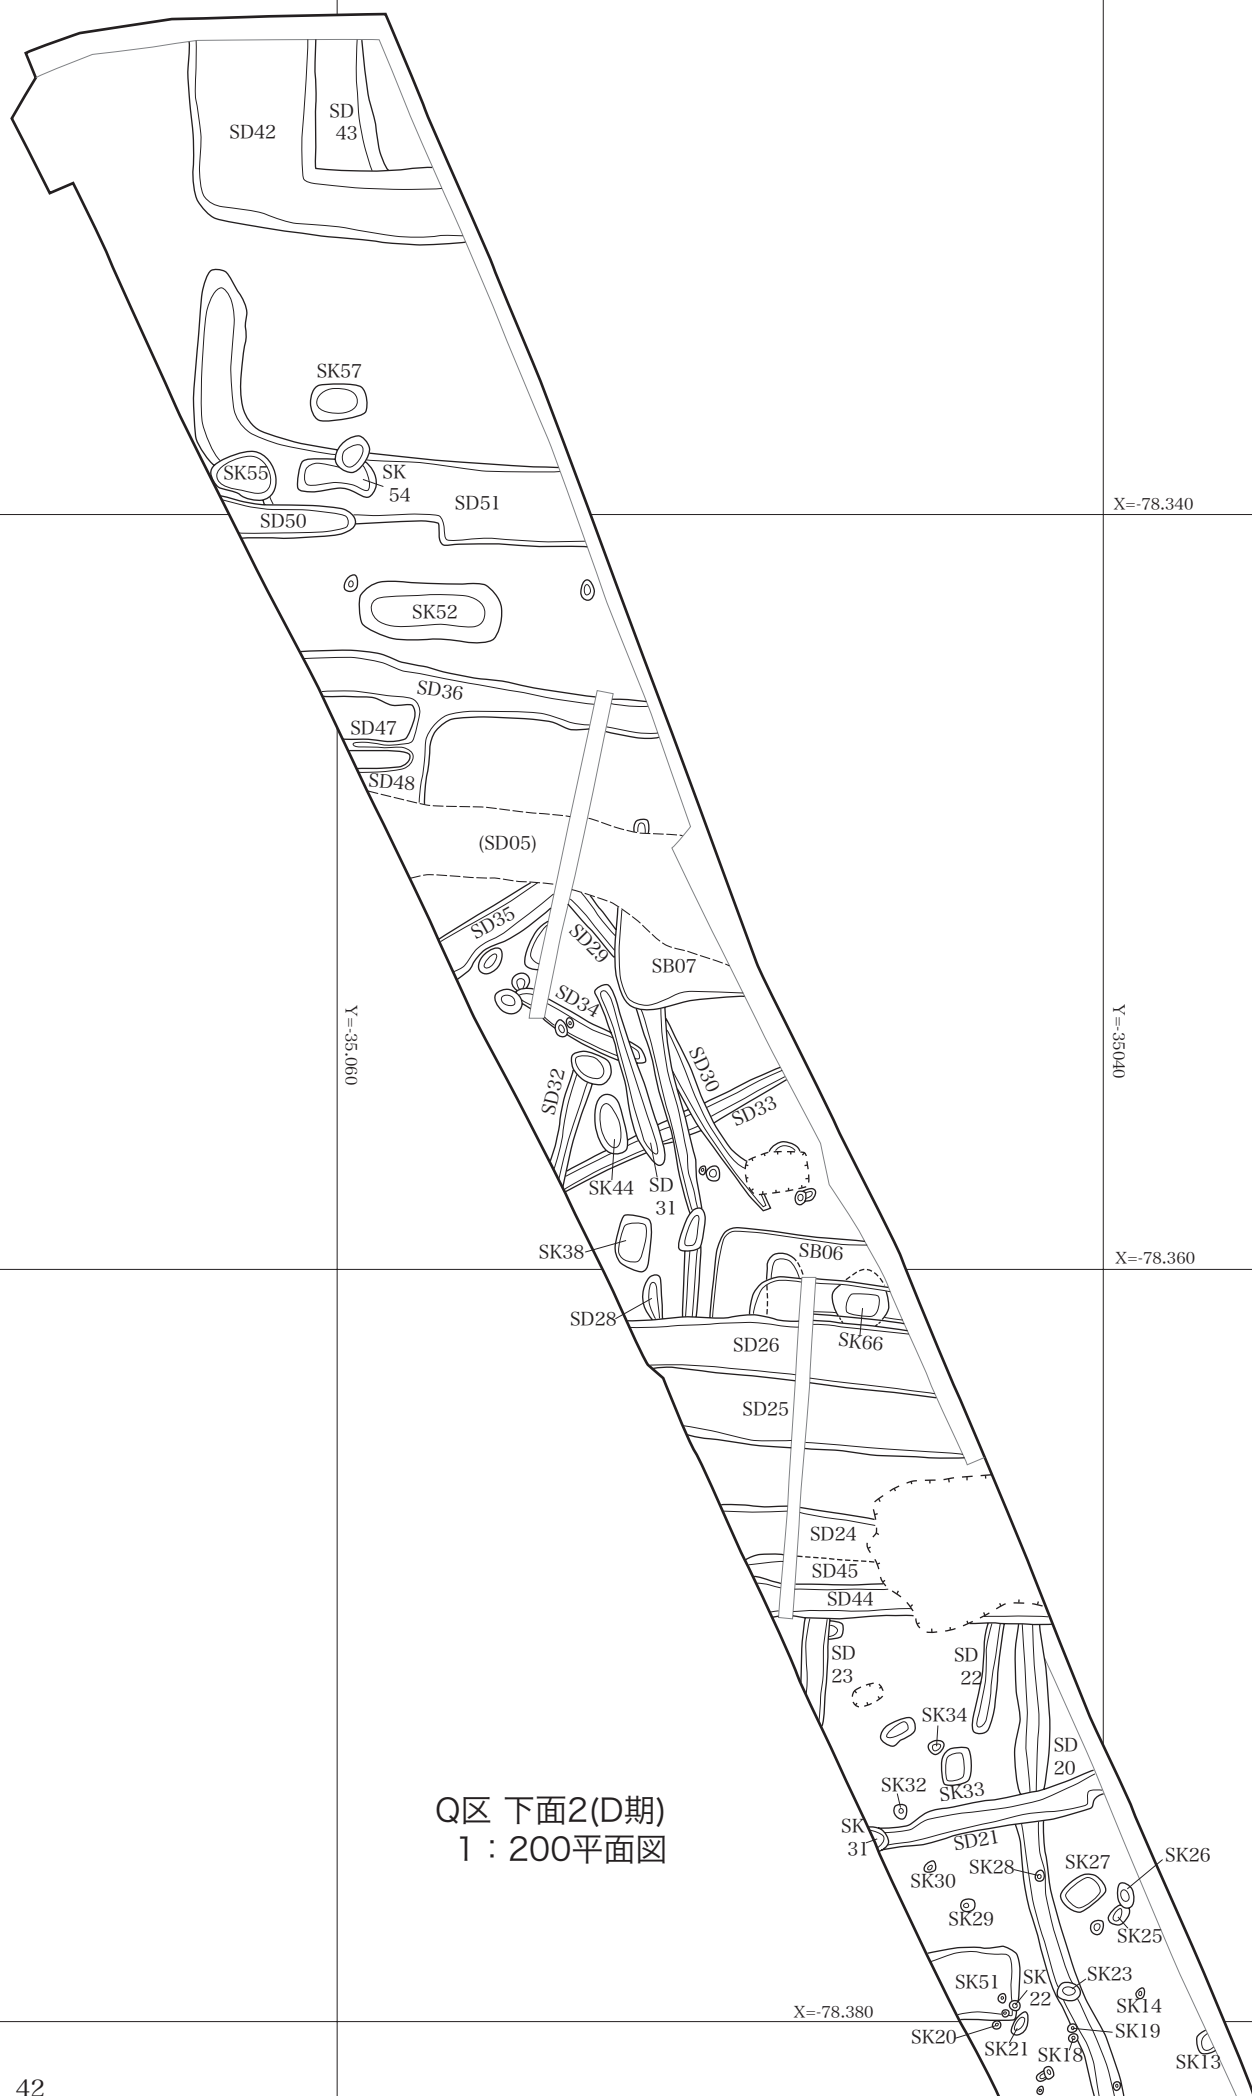 SD42
SD
43
SK57
SK55
SK
54
SD51
SD50
X=-78.340
SK52
SD36
SD47
SD48
(SD05)
SD35
SD29
SB07
SD34
Y=-35.060
Y=-35040
SD30
SD32
SD33
SK44
SD
31
SK38
SB06
X=-78.360
SD28
SD26
SK66
SD25
SD24
SD45
SD44
SD
23
SD
22
SK34
SD
20
SK32
SK33
Q区 下面2(D期)
1：200平面図
SK
31
SD21
SK28
SK27
SK26
SK30
SK29
SK25
SK51
SK
22
SK23
SK14
X=-78.380
SK20
SK21
SK18
SK19
SK13
42